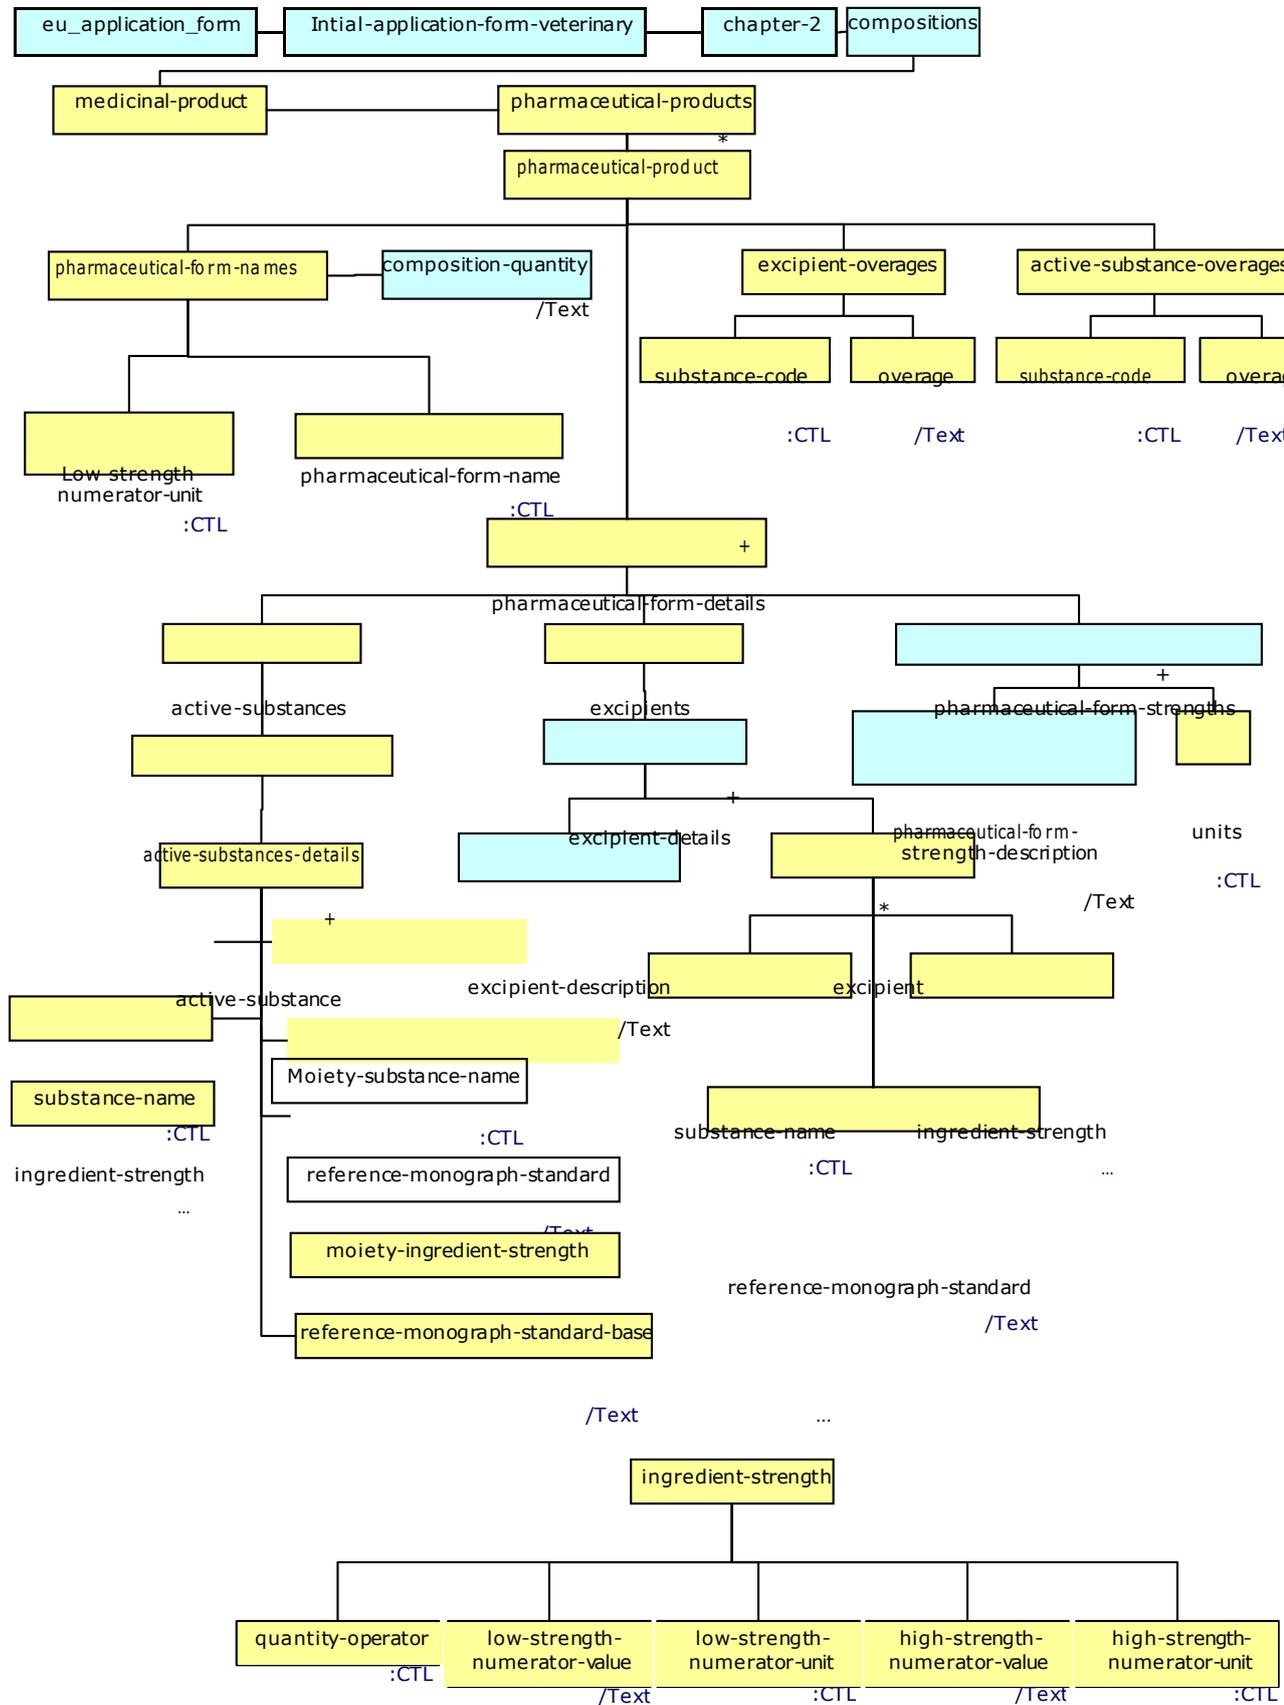 eu_application_form
Intial-application-form-veterinary
chapter-2
compositions
medicinal-product
pharmaceutical-products
*
pharmaceutical-product
pharmaceutical-form-names
composition-quantity
/Text
excipient-overages
active-substance-overages
substance-code
overage
substance-code
:CTL
/Text
:CTL
/Text
Low-strength
numerator-unit
:CTL
pharmaceutical-form-name
:CTL
+
pharmaceutical-form-details
+
active-substances
excipients
pharmaceutical-form-strengths
+
excipient-details
pharmaceutical-form-
strength-description
/Text
units
:CTL
active-substances-details
+
*
active-substance
excipient-description
/Text
excipient
Moiety-substance-name
:CTL
substance-name
:CTL
substance-name
:CTL
ingredient-strength
...
ingredient-strength
...
reference-monograph-standard
/Text
moiety-ingredient-strength
reference-monograph-standard
/Text
reference-monograph-standard-base
/Text
...
ingredient-strength
quantity-operator
:CTL
low-strength-
numerator-value
/Text
low-strength-
numerator-unit
:CTL
high-strength-
numerator-value
/Text
high-strength-
numerator-unit
:CTL